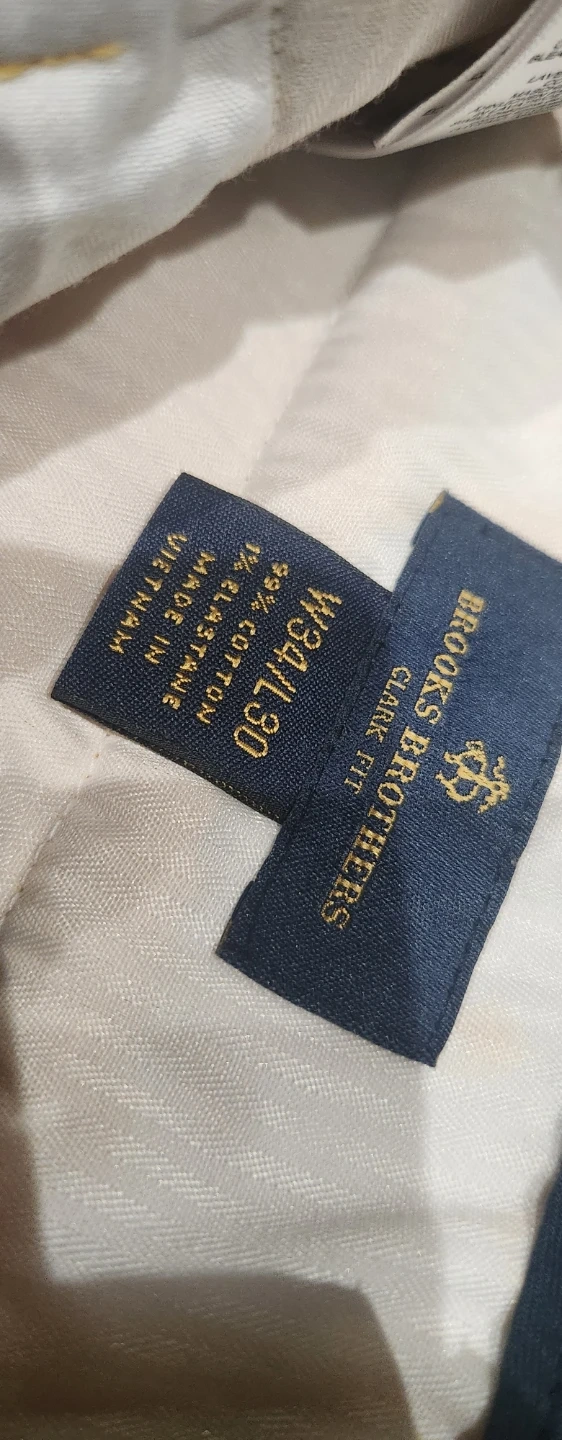 BROOKS BROTHERS
CLARK FIT
W34/L30
99% COTTON
1% ELASTANE
MADE IN
VIETNAM